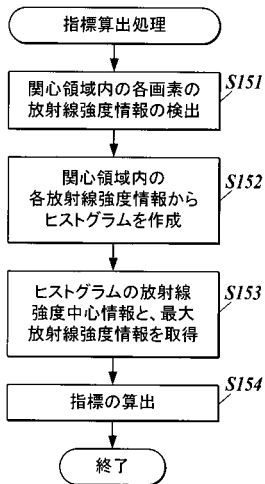 指標算出処理
S151
関心領域内の各画素の
放射線強度情報の検出
S152
関心領域内の
各放射線強度情報から
ヒストグラムを作成
S153
ヒストグラムの放射線
強度中心情報と、最大
放射線強度情報を取得
S154
指標の算出
終了